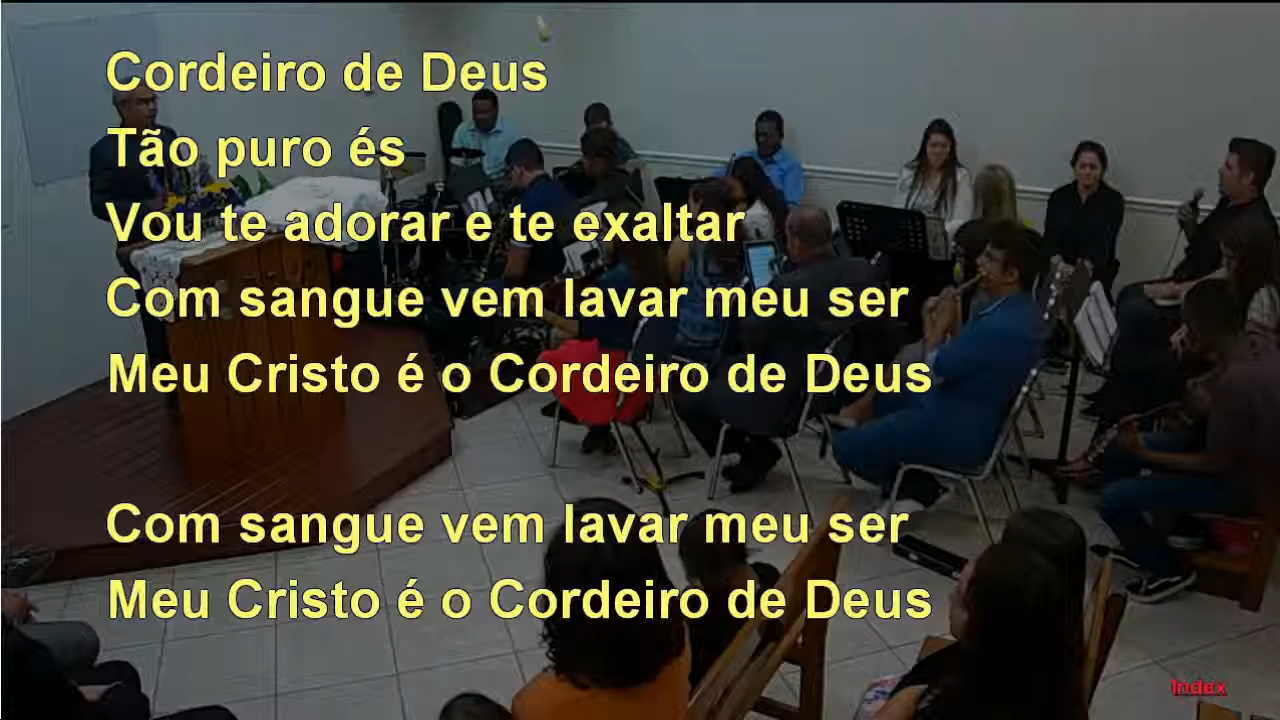 Cordeiro de Deus
Tão puro és
Vou te adorar e te exaltar
Com sangue vem lavar meu ser
Meu Cristo é o Cordeiro de Deus
Com sangue vem lavar meu ser
Meu Cristo é o Cordeiro de Deus
Index